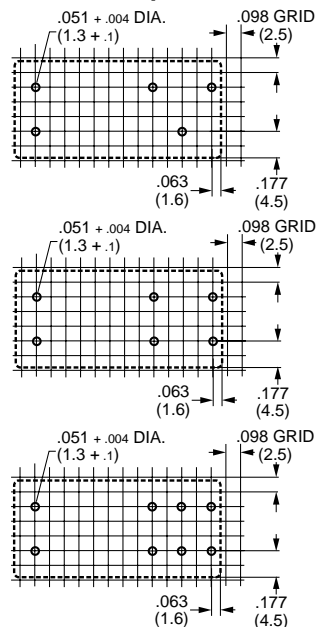 .051 + .004 DIA.
(1.3 + .1)
.098 GRID
(2.5)
.063
(1.6)
.177
(4.5)
.051 + .004 DIA.
(1.3 + .1)
.098 GRID
(2.5)
.063
(1.6)
.177
(4.5)
.051 + .004 DIA.
(1.3 + .1)
.098 GRID
(2.5)
.063
(1.6)
.177
(4.5)